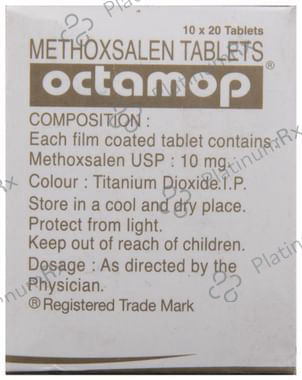 10 x 20 Tablets
METHOXSALEN TABLETS
octamop®
COMPOSITION :
Each film coated tablet contains
Methoxsalen USP : 10 mg.
Colour : Titanium Dioxide.I.P.
Store in a cool and dry place.
Protect from light.
Keep out of reach of children.
Dosage : As directed by the
Physician.
® Registered Trade Mark
PlatinumRx